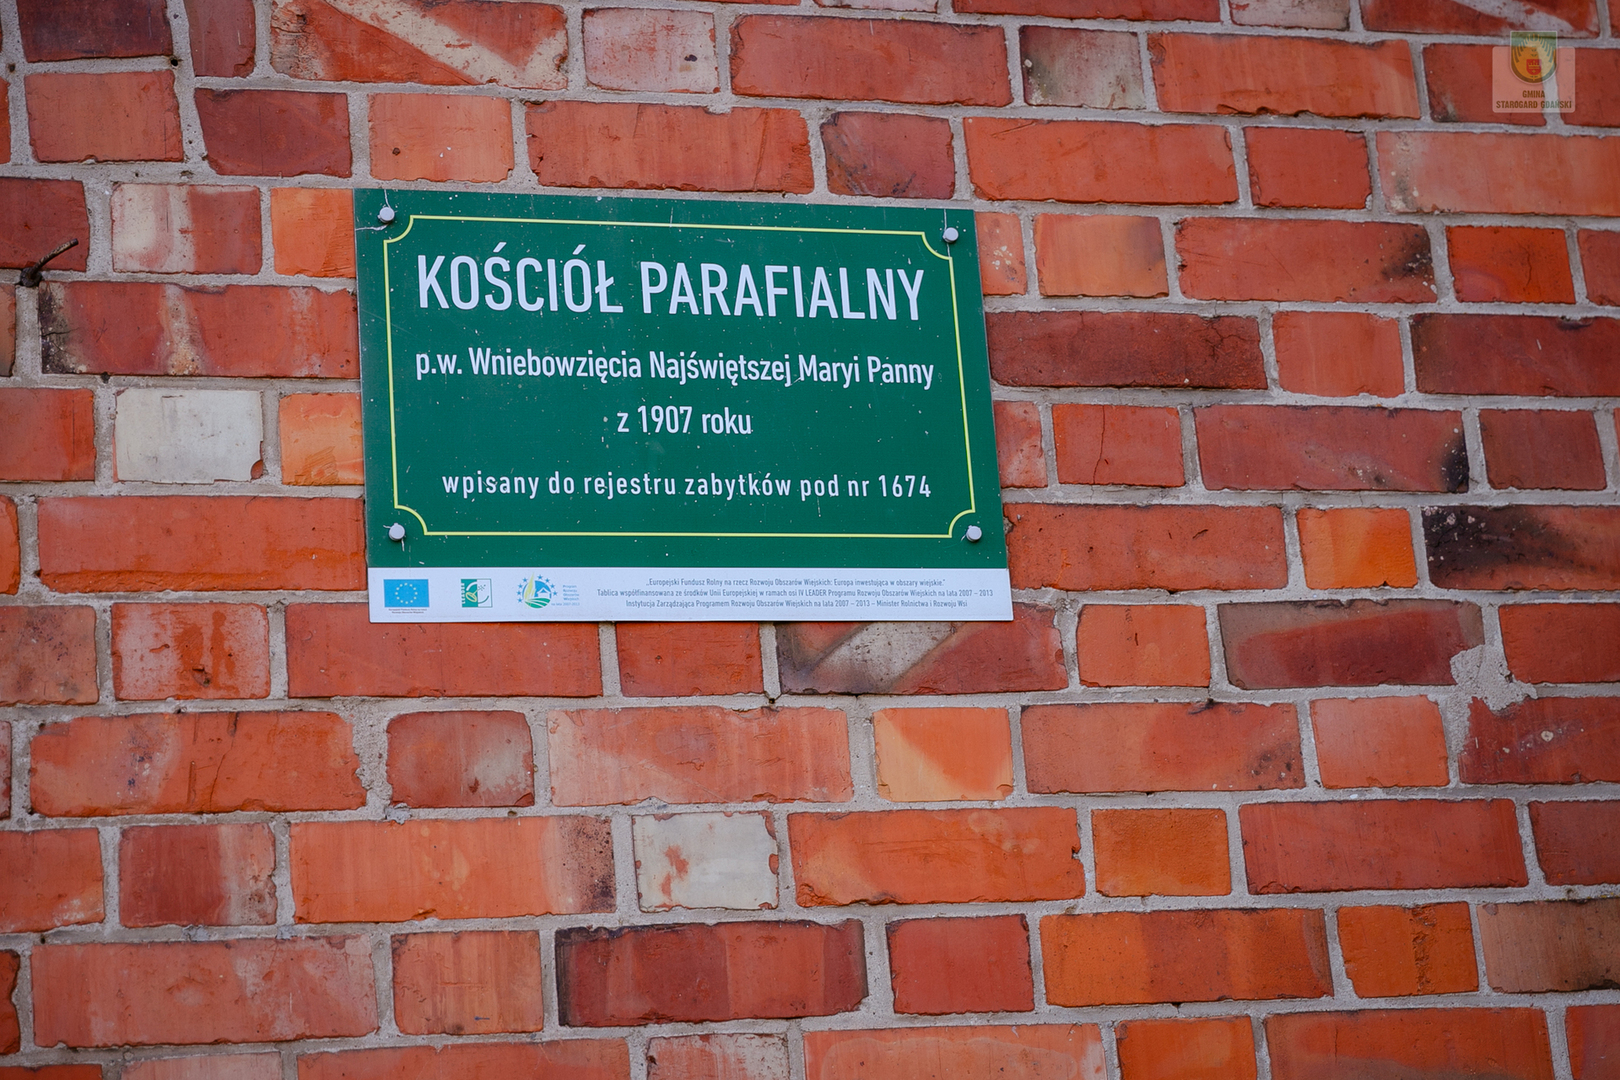 GMINA
STAROGARD GDAŃSKI
KOŚCIÓŁ PARAFIALNY
p.w. Wniebowzięcia Najświętszej Maryi Panny
z 1907 roku
wpisany do rejestru zabytków pod nr 1674
„Europejski Fundusz Rolny na rzecz Rozwoju Obszarów Wiejskich: Europa inwestująca w obszary wiejskie."
Tablica współfinansowana ze środków Unii Europejskiej w ramach osi IV LEADER Programu Rozwoju Obszarów Wiejskich na lata 2007 – 2013
Instytucja Zarządzająca Programem Rozwoju Obszarów Wiejskich na lata 2007 – 2013 – Minister Rolnictwa i Rozwoju Wsi